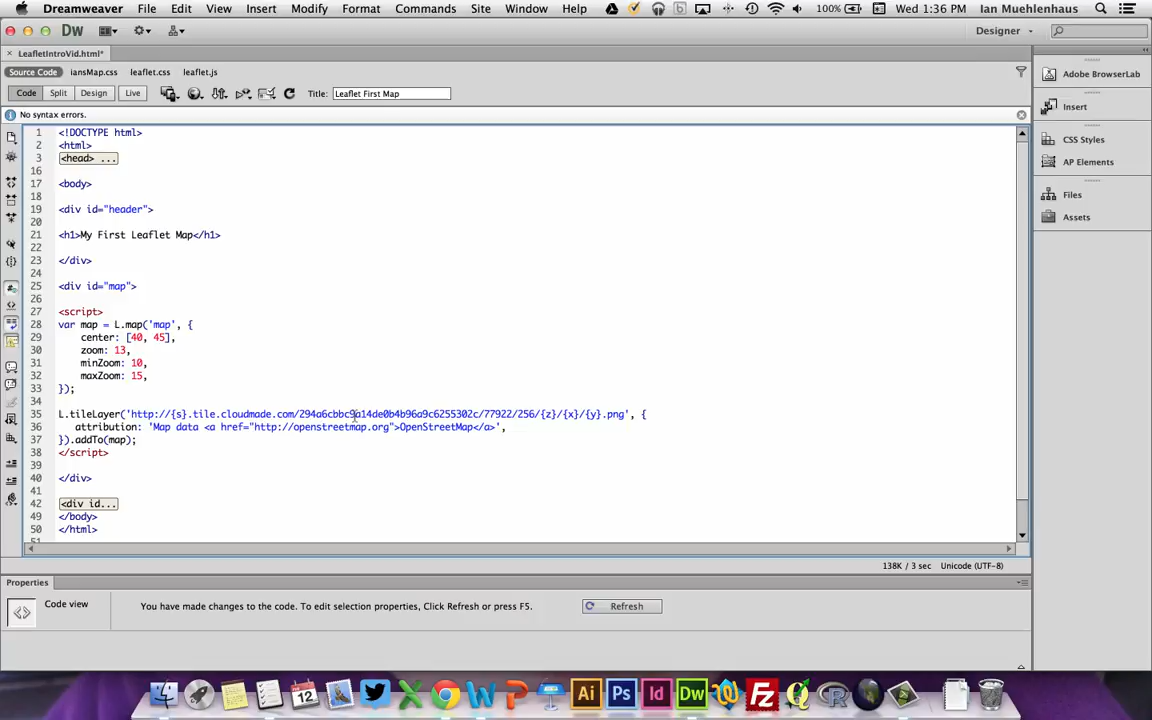 Dreamweaver File Edit View Insert Modify Format Commands Site Window Help 100% Wed 1:36 PM Ian Muehlenhaus
Dw Designer
LeafletIntroVid.html*
Source Code iansMap.css leaflet.css leaflet.js
Code Split Design Live Title: Leaflet First Map
No syntax errors.
1 <!DOCTYPE html>
2 <html>
3 <head> ...
16
17 <body>
18
19 <div id="header">
20
21 <h1>My First Leaflet Map</h1>
22
23 </div>
24
25 <div id="map">
26
27 <script>
28 var map = L.map('map', {
29 center: [40, 45],
30 zoom: 13,
31 minZoom: 10,
32 maxZoom: 15,
33 });
34
35 L.tileLayer('http://{s}.tile.cloudmade.com/294a6cbbc9a14de0b4b96a9c6255302c/77922/256/{z}/{x}/{y}.png', {
36 attribution: 'Map data <a href="http://openstreetmap.org">OpenStreetMap</a>',
37 }).addTo(map);
38 </script>
39
40 </div>
41
42 <div id...
49 </body>
50 </html>
51
138K / 3 sec Unicode (UTF-8)
Properties
Code view You have made changes to the code. To edit selection properties, Click Refresh or press F5. Refresh
Adobe BrowserLab
Insert
CSS Styles
AP Elements
Files
Assets
12 Ai Ps Id Dw Fz R